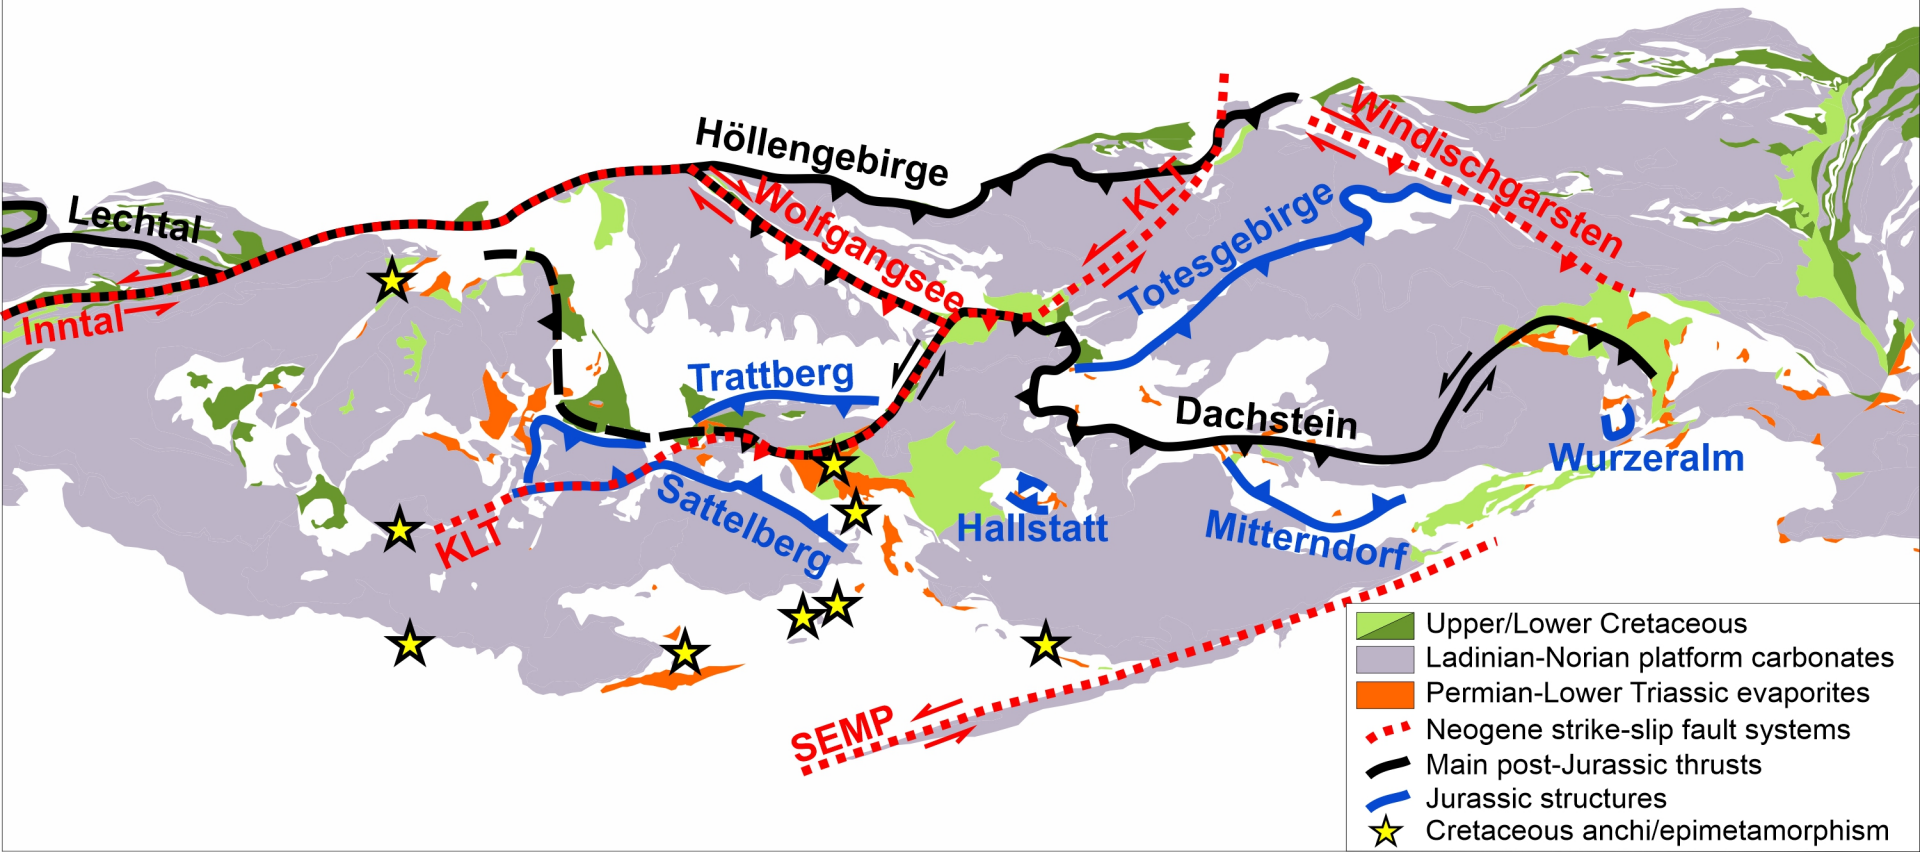 Höllengebirge
Windischgarsten
Lechtal
KLT
Wolfgangsee
Totesgebirge
Inntal
Trattberg
Dachstein
Wurzeralm
Sattelberg
Hallstatt
Mitterndorf
KLT
SEMP
Upper/Lower Cretaceous
Ladinian-Norian platform carbonates
Permian-Lower Triassic evaporites
Neogene strike-slip fault systems
Main post-Jurassic thrusts
Jurassic structures
Cretaceous anchi/epimetamorphism